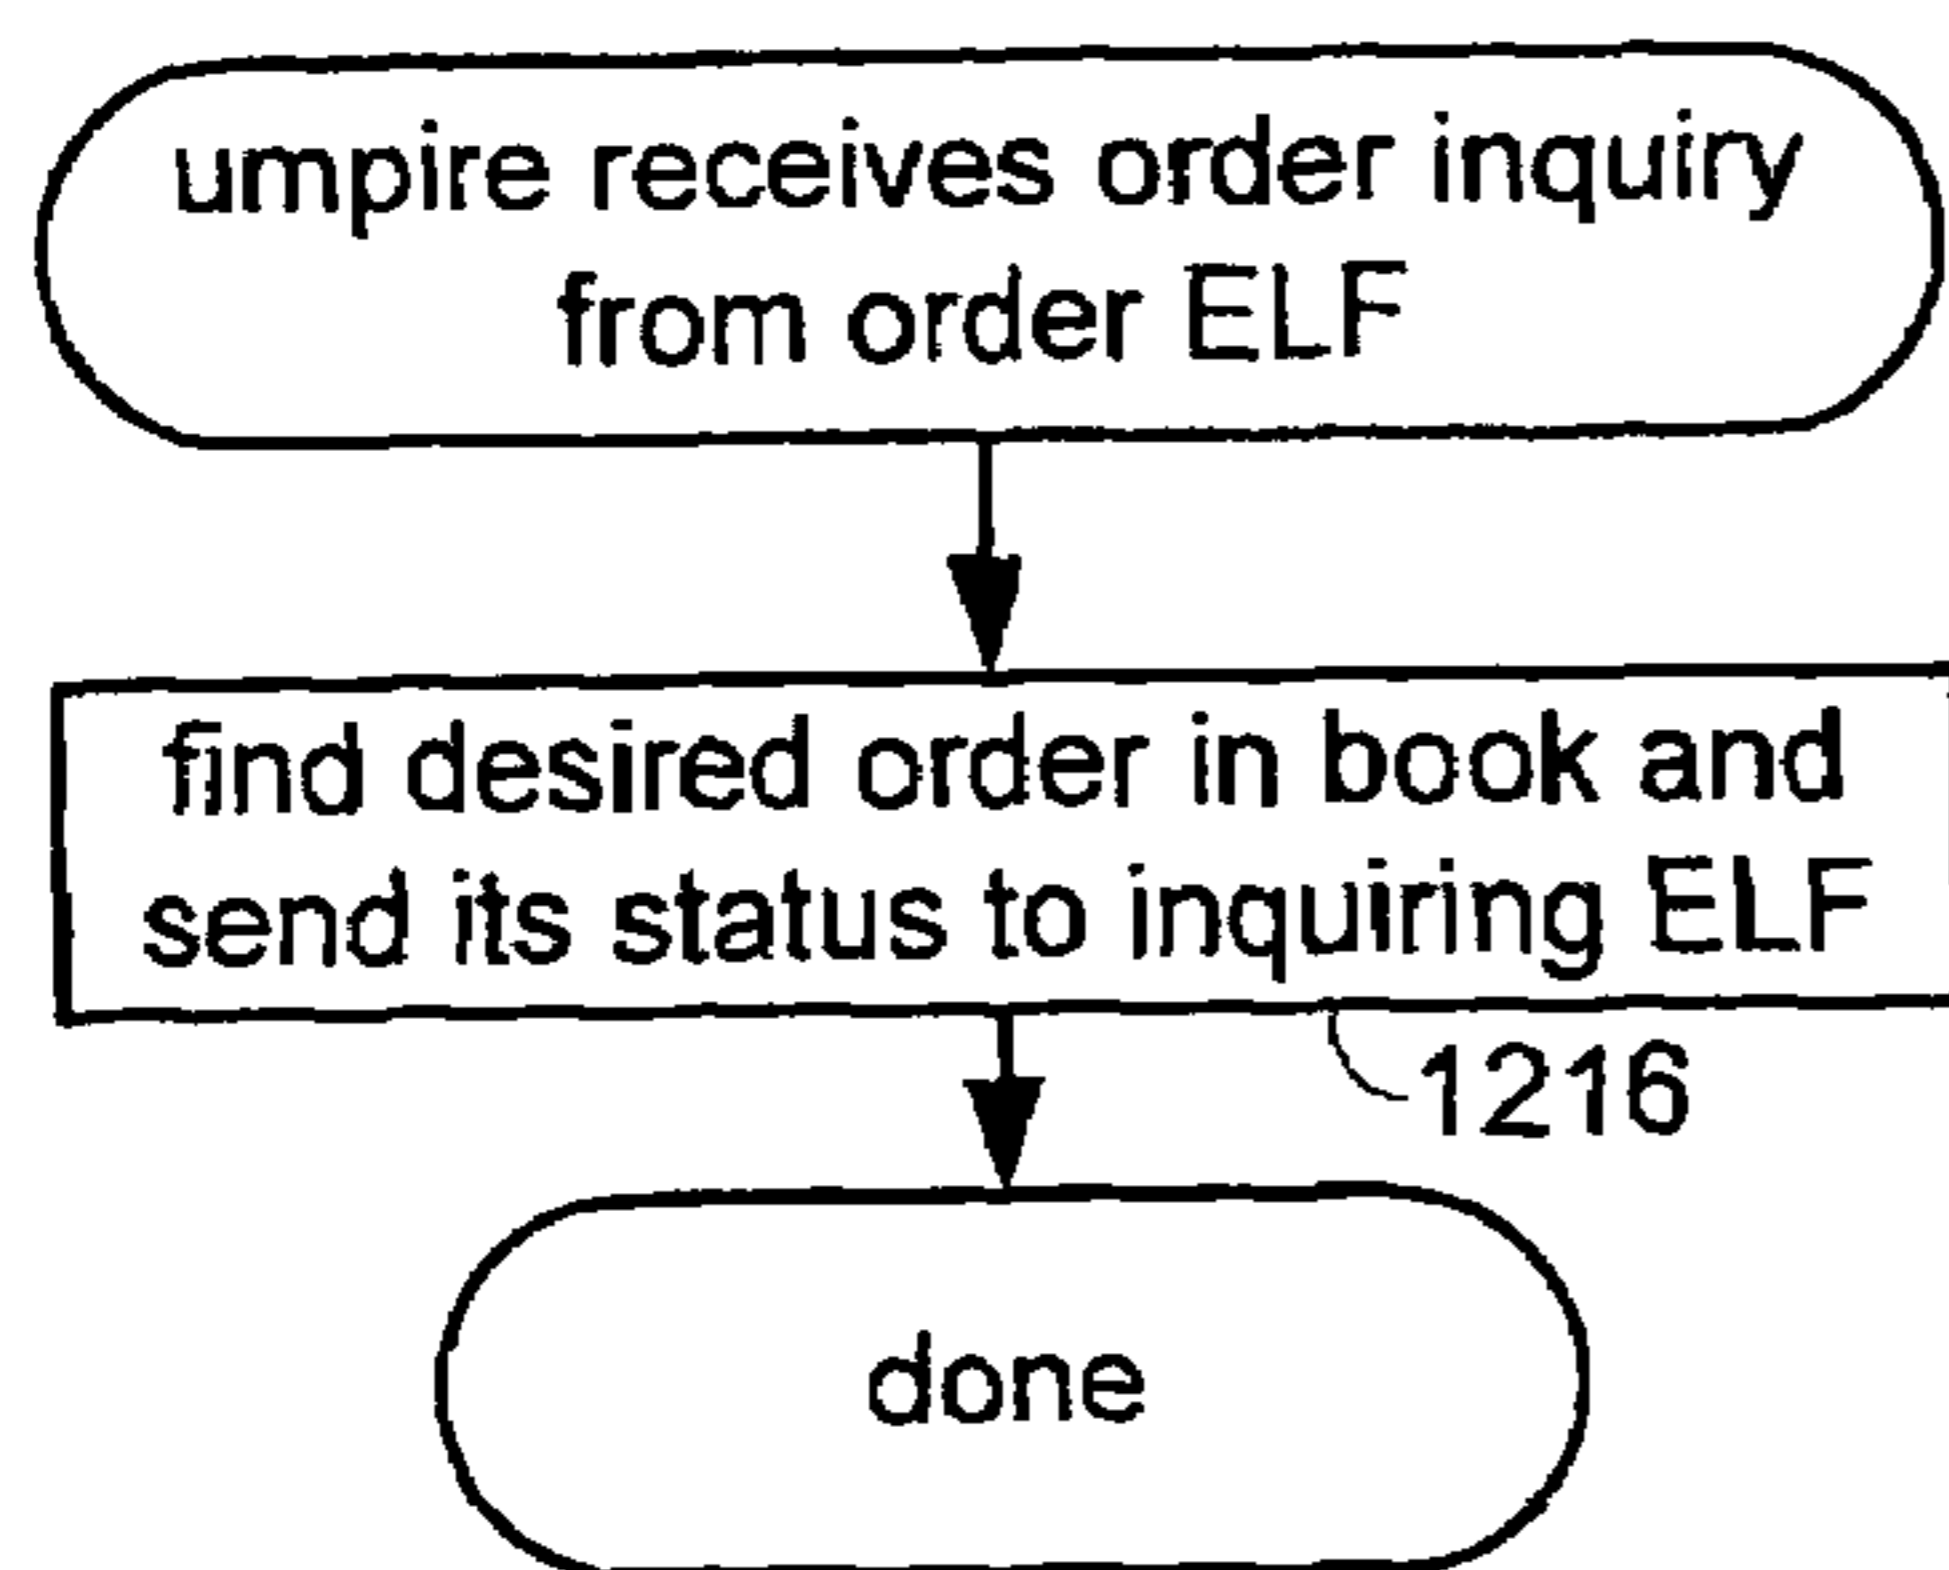 umpire receives order inquiry
from order ELF
find desired order in book and
send its status to inquiring ELF
1216
done